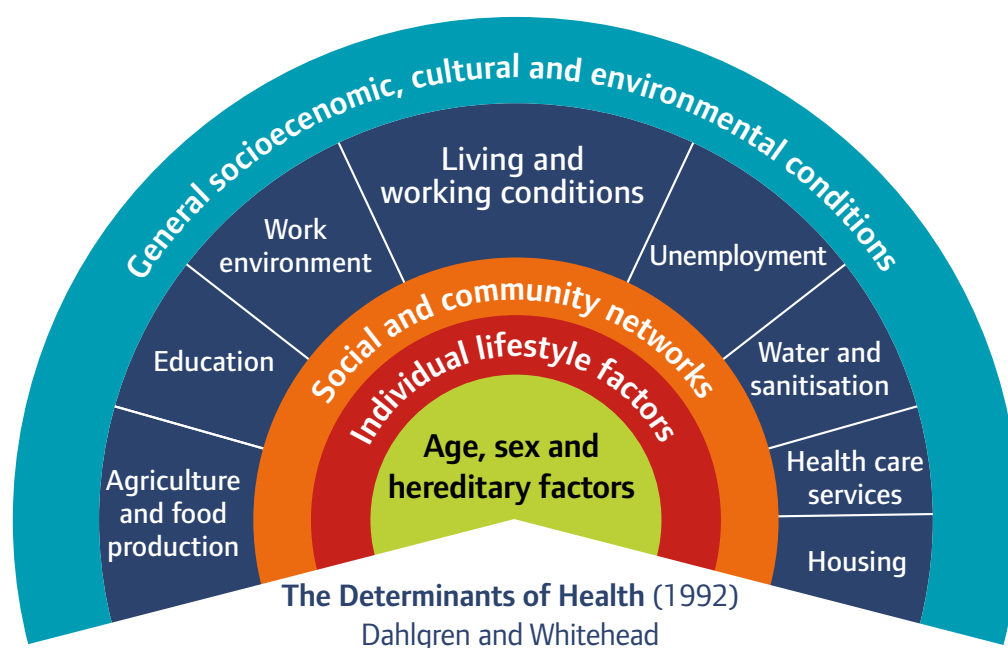 General socioecenomic, cultural and environmental conditions
Living and
working conditions
Work
environment
Unemployment
Education
Water and
sanitisation
Agriculture
and food
production
Health care
services
Housing
Social and community networks
Individual lifestyle factors
Age, sex and
hereditary factors
The Determinants of Health (1992)
Dahlgren and Whitehead